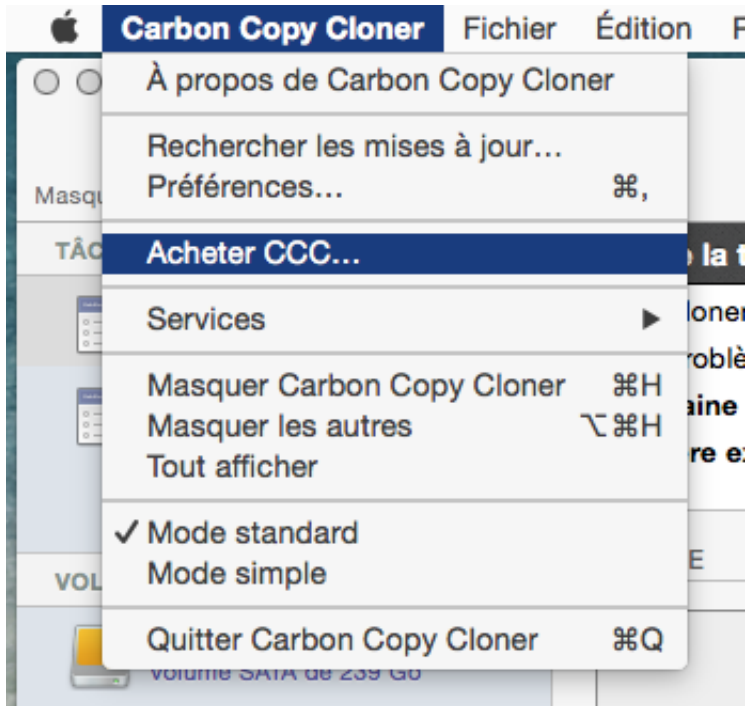 Carbon Copy Cloner Fichier Édition
À propos de Carbon Copy Cloner
Rechercher les mises à jour…
Préférences… ⌘,
Acheter CCC…
Services ▶
Masquer Carbon Copy Cloner ⌘H
Masquer les autres ⌥⌘H
Tout afficher
✓ Mode standard
Mode simple
Quitter Carbon Copy Cloner ⌘Q
Volume SATA de 239 Go